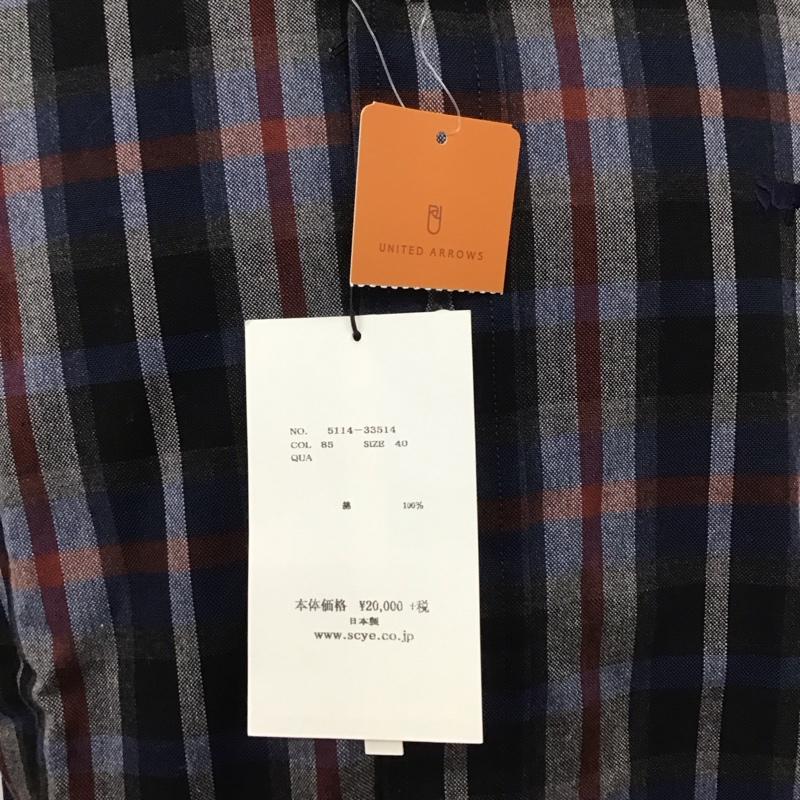 UNITED ARROWS
NO. 5114-33514
COL 85 SIZE 40
QUA
綿 100%
本体価格 ¥20,000 +税
日本製
www.scye.co.jp